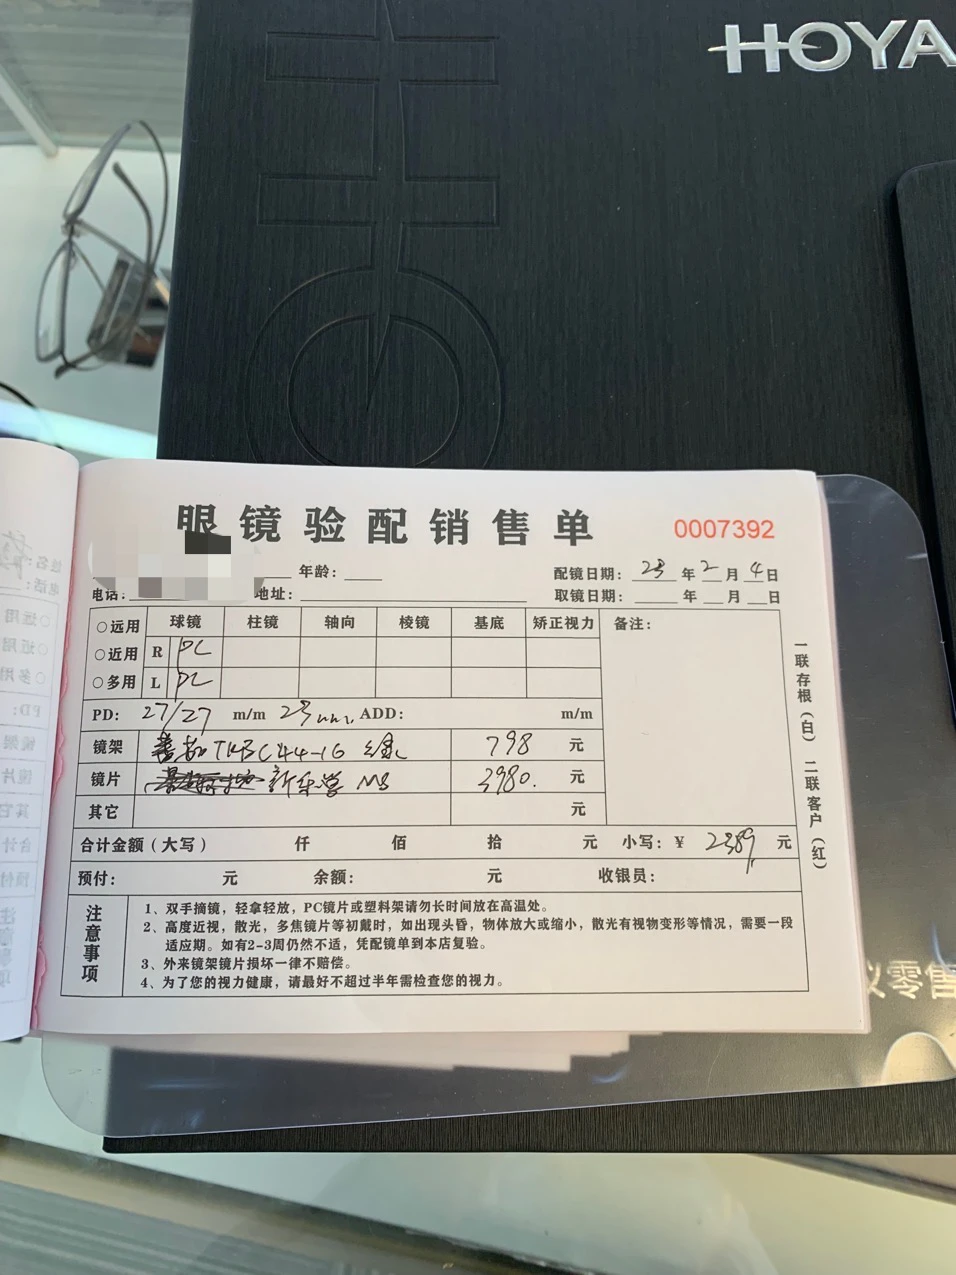 HOYA
眼镜验配销售单
0007392
年龄：
配镜日期： 23 年 2 月 4 日
电话： 地址：
取镜日期： 年 月 日
○远用 球镜 柱镜 轴向 棱镜 基底 矫正视力 备注：
○近用 R PL
○多用 L PL
PD： 27/27 m/m 23mm ADD： m/m
镜架 TKBC44-16 798 元
镜片 新乐学 MS 3980. 元
其它 元
合计金额（大写） 仟 佰 拾 元 小写：￥ 2389 元
预付： 元 余额： 元 收银员：
注意事项
1、双手摘镜，轻拿轻放，PC镜片或塑料架请勿长时间放在高温处。
2、高度近视，散光，多焦镜片等初戴时，如出现头昏，物体放大或缩小，散光有视物变形等情况，需要一段
适应期。如有2-3周仍然不适，凭配镜单到本店复验。
3、外来镜架镜片损坏一律不赔偿。
4、为了您的视力健康，请最好不超过半年需检查您的视力。
一联存根（白） 二联客户（红）
零售